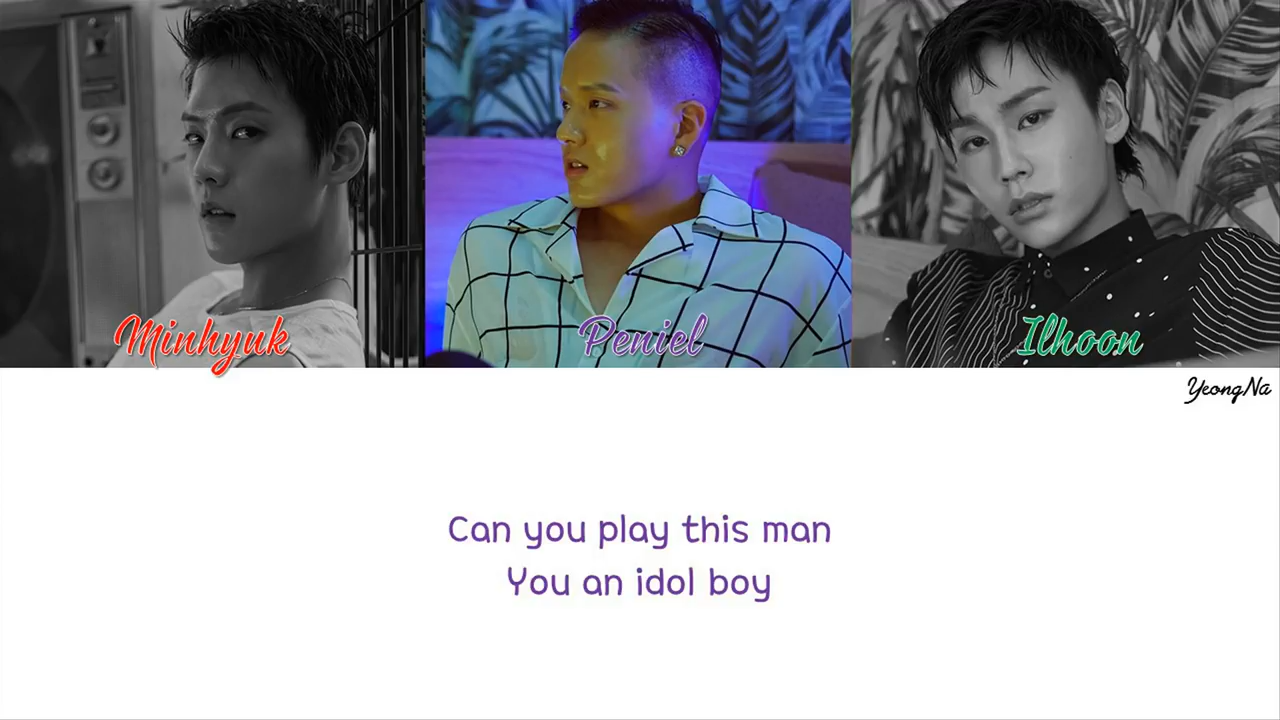 Minhyuk
Peniel
Ilhoon
YeongNa
Can you play this man
You an idol boy